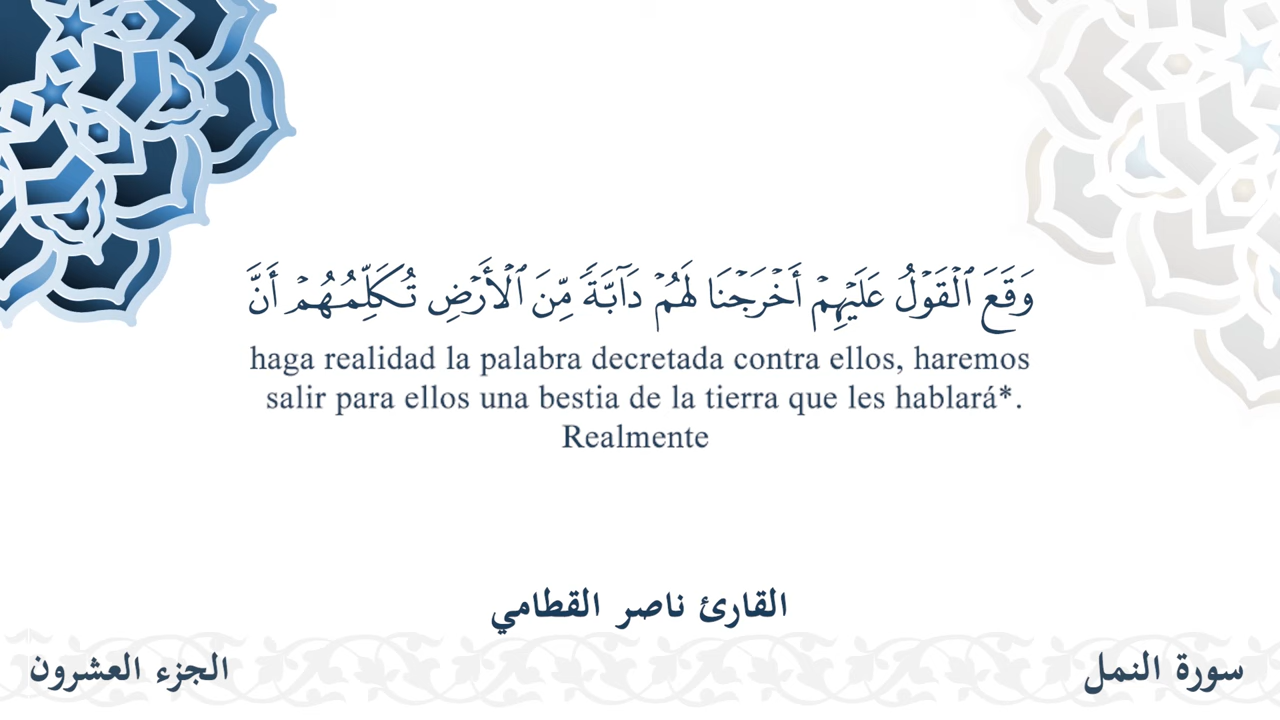 وَقَعَ ٱلْقَوْلُ عَلَيْهِمْ أَخْرَجْنَا لَهُمْ دَآبَّةً مِّنَ ٱلْأَرْضِ تُكَلِّمُهُمْ أَنَّ
haga realidad la palabra decretada contra ellos, haremos
salir para ellos una bestia de la tierra que les hablará*.
Realmente
القارئ ناصر القطامي
سورة النمل
الجزء العشرون